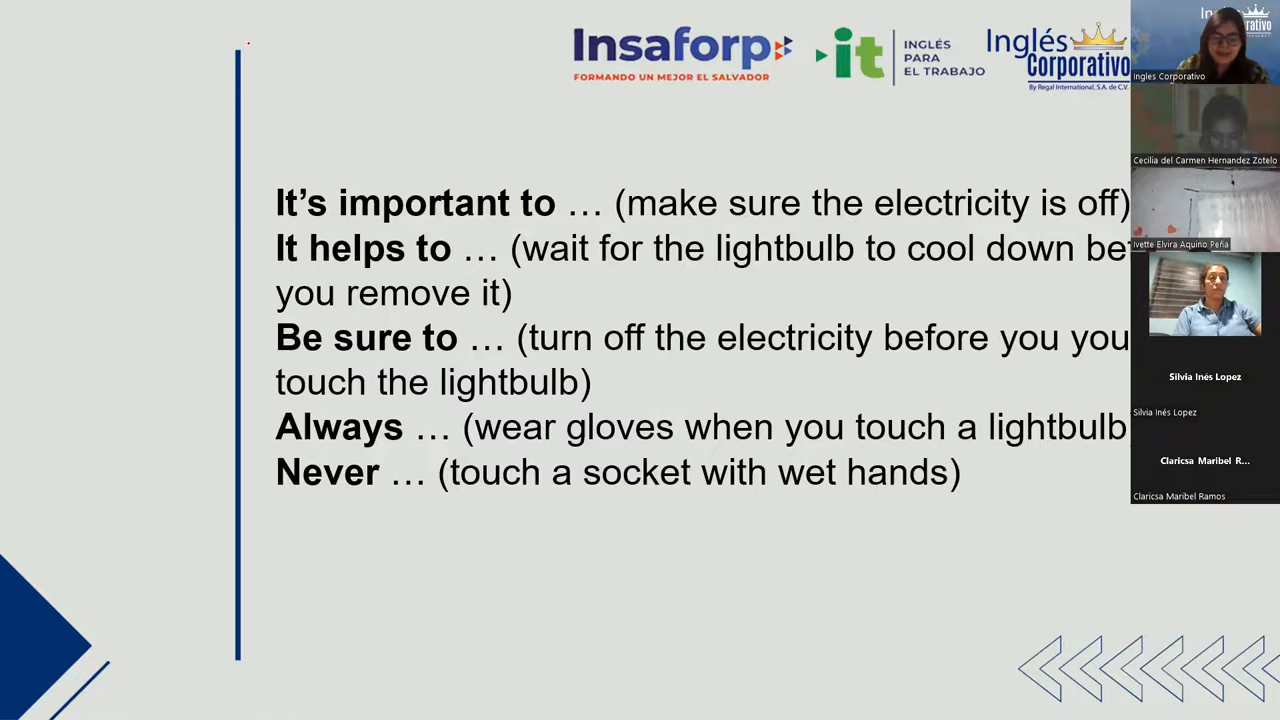 Insaforp
FORMANDO UN MEJOR EL SALVADOR
it
INGLÉS
PARA
EL TRABAJO
Inglés
Corporativo
By Regal International, S.A. de C.V.
It’s important to … (make sure the electricity is off)
It helps to … (wait for the lightbulb to cool down
you remove it)
Be sure to … (turn off the electricity before you you
touch the lightbulb)
Always … (wear gloves when you touch a lightbulb
Never … (touch a socket with wet hands)
Ingles Corporativo
Cecilia del Carmen Hernandez Zotelo
Ivette Elvira Aquino Peña
Silvia Inés Lopez
Silvia Inés Lopez
Claricsa Maribel R...
Claricsa Maribel Ramos